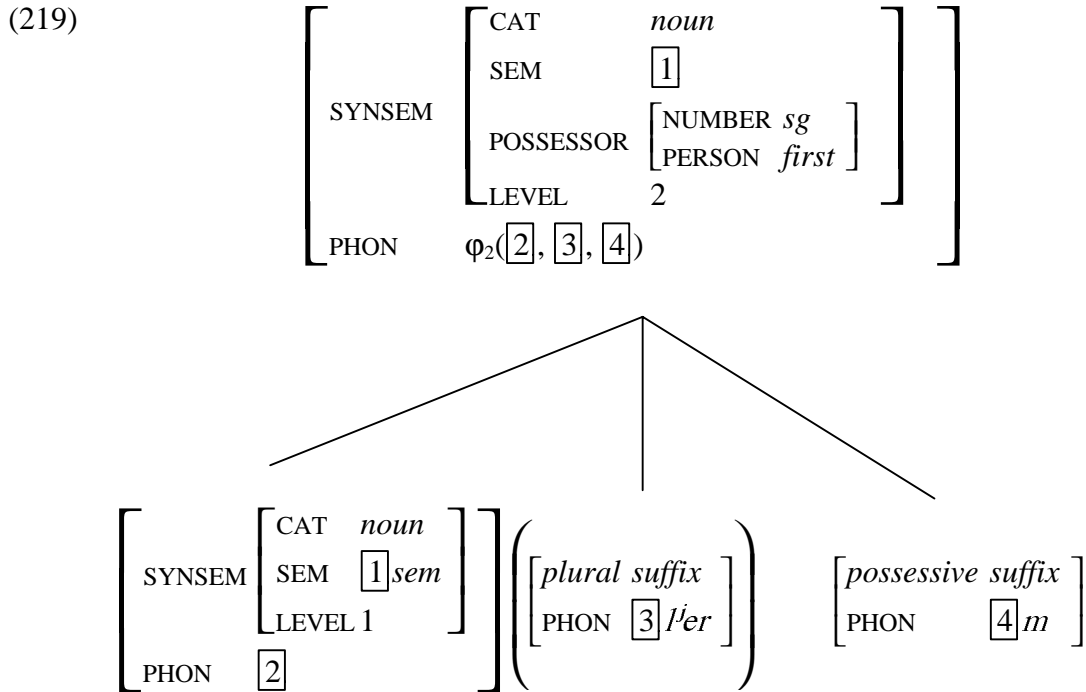 (219)
CAT noun
SEM 1
SYNSEM
POSSESSOR NUMBER sg
PERSON first
LEVEL 2
PHON φ₂(2, 3, 4)
CAT noun
SYNSEM SEM 1 sem
LEVEL 1
PHON 2
plural suffix
PHON 3 lʲer
possessive suffix
PHON 4 m